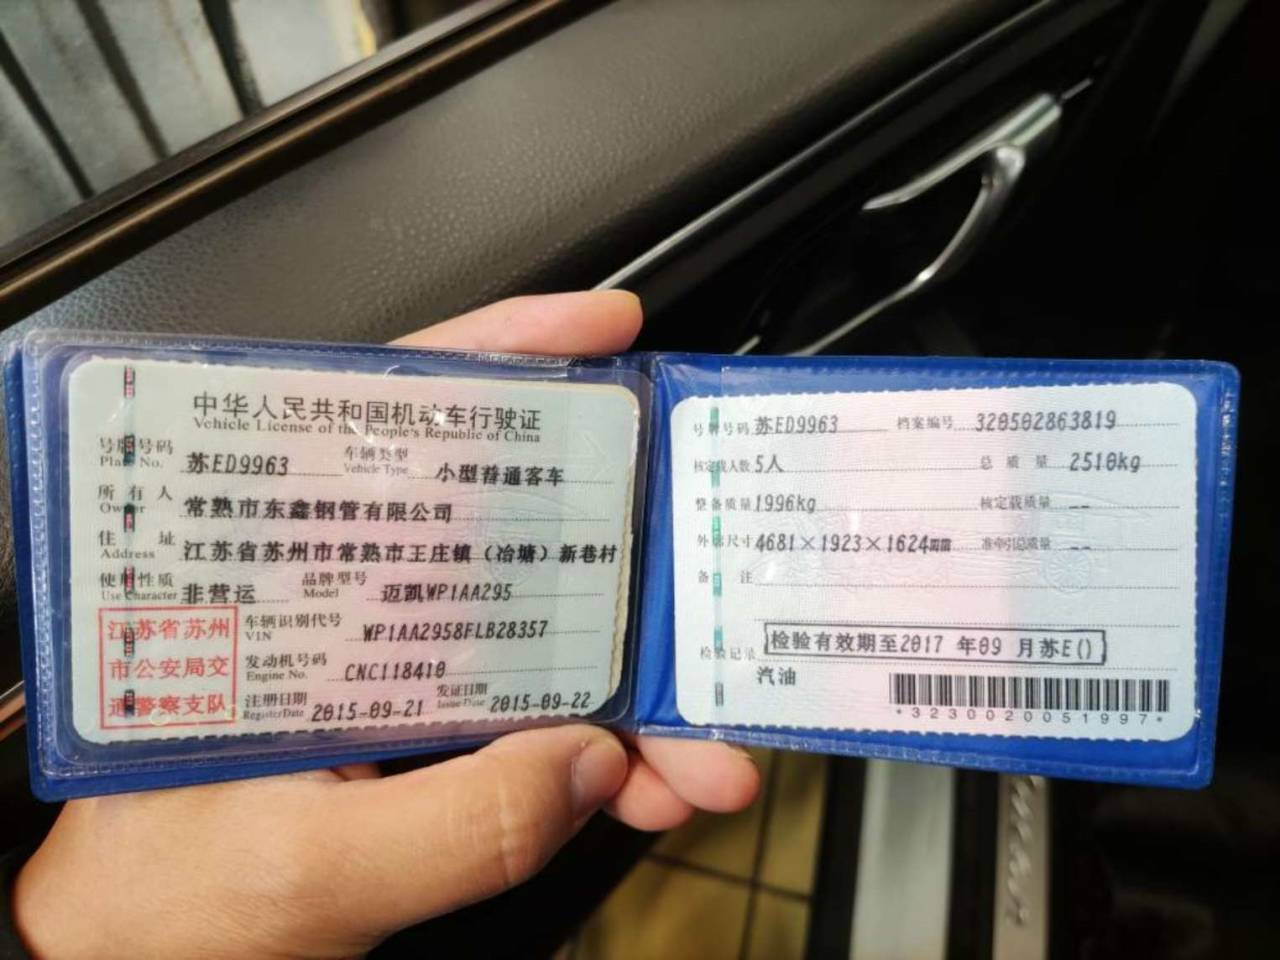 中华人民共和国机动车行驶证
Vehicle License of the People's Republic of China
号牌号码 苏ED9963 车辆类型 小型普通客车
Plate No. Vehicle Type
所有人 常熟市东鑫钢管有限公司
Owner
住址 江苏省苏州市常熟市王庄镇（冶塘）新巷村
Address
使用性质 非营运 品牌型号 迈凯WP1AA295
Use Character Model
江苏省苏州
市公安局交
通警察支队
车辆识别代号 WP1AA2958FLB28357
VIN
发动机号码 CNC118410
Engine No.
注册日期 2015-09-21 发证日期 2015-09-22
Register Date Issue Date
号牌号码 苏ED9963 档案编号 320502863819
核定载人数 5人 总质量 2510kg
整备质量 1996kg 核定载质量 --
外廓尺寸 4681×1923×1624mm 准牵引总质量 --
备注
检验记录 检验有效期至2017 年09 月苏E()
汽油
*3230020051997*